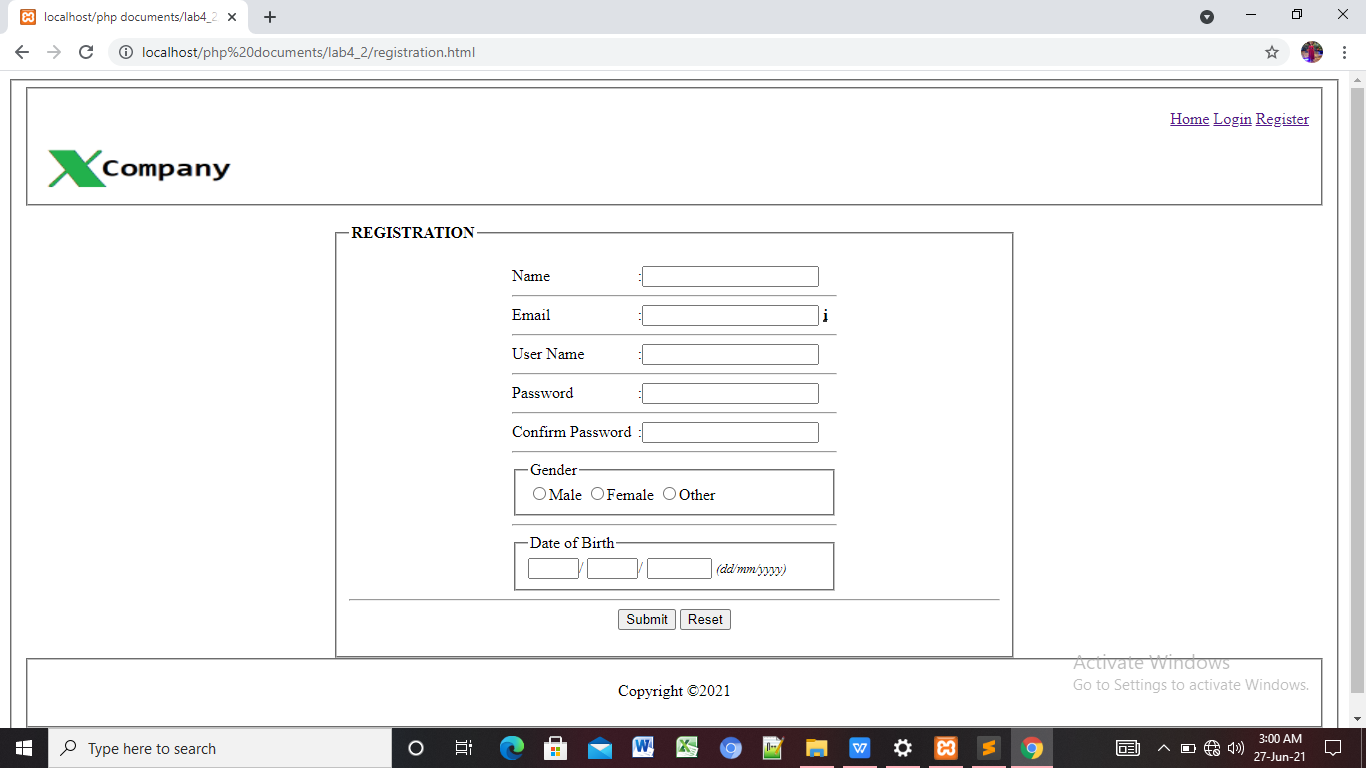 localhost/php documents/lab4_2
localhost/php%20documents/lab4_2/registration.html
Home Login Register
X Company
REGISTRATION
Name :
Email : i
User Name :
Password :
Confirm Password :
Gender
Male Female Other
Date of Birth
/ / (dd/mm/yyyy)
Submit Reset
Copyright ©2021
Activate Windows
Go to Settings to activate Windows.
Type here to search
3:00 AM
27-Jun-21